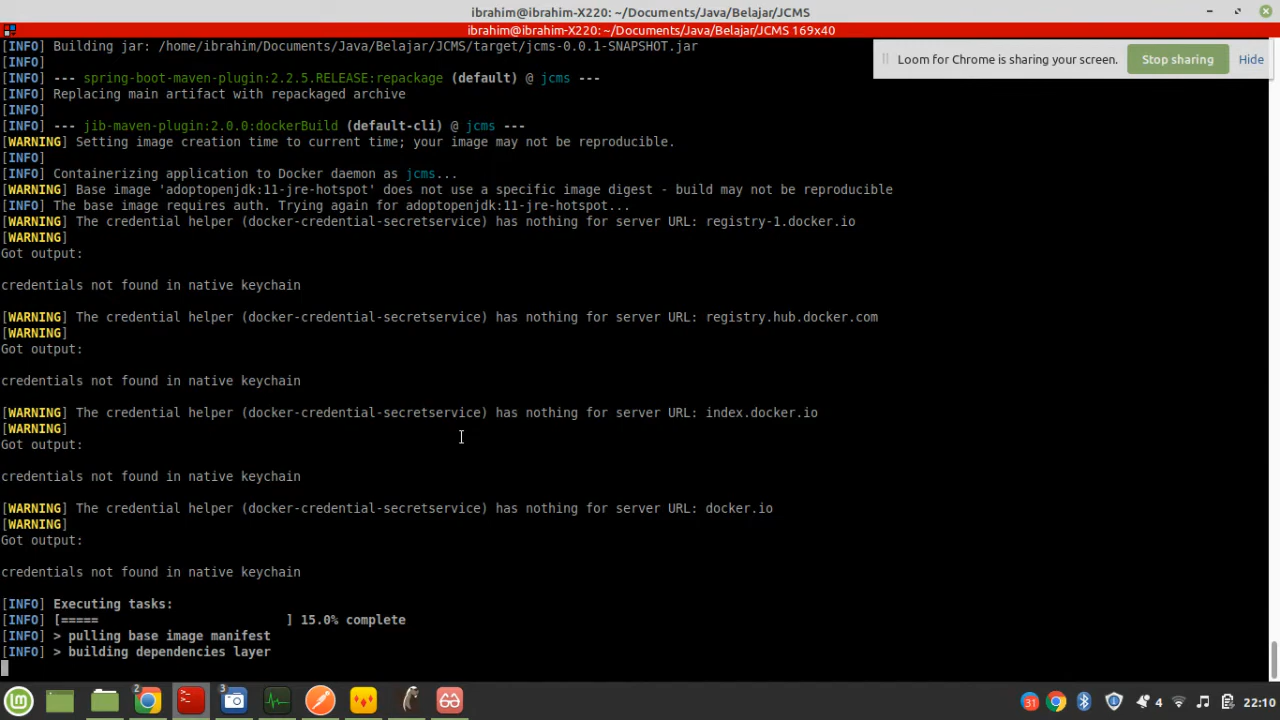 ibrahim@ibrahim-X220: ~/Documents/Java/Belajar/JCMS
ibrahim@ibrahim-X220: ~/Documents/Java/Belajar/JCMS 169x40
[INFO] Building jar: /home/ibrahim/Documents/Java/Belajar/JCMS/target/jcms-0.0.1-SNAPSHOT.jar
Loom for Chrome is sharing your screen. Stop sharing Hide
[INFO]
[INFO] --- spring-boot-maven-plugin:2.2.5.RELEASE:repackage (default) @ jcms ---
[INFO] Replacing main artifact with repackaged archive
[INFO]
[INFO] --- jib-maven-plugin:2.0.0:dockerBuild (default-cli) @ jcms ---
[WARNING] Setting image creation time to current time; your image may not be reproducible.
[INFO]
[INFO] Containerizing application to Docker daemon as jcms...
[WARNING] Base image 'adoptopenjdk:11-jre-hotspot' does not use a specific image digest - build may not be reproducible
[INFO] The base image requires auth. Trying again for adoptopenjdk:11-jre-hotspot...
[WARNING] The credential helper (docker-credential-secretservice) has nothing for server URL: registry-1.docker.io
[WARNING]
Got output:
credentials not found in native keychain
[WARNING] The credential helper (docker-credential-secretservice) has nothing for server URL: registry.hub.docker.com
[WARNING]
Got output:
credentials not found in native keychain
[WARNING] The credential helper (docker-credential-secretservice) has nothing for server URL: index.docker.io
[WARNING]
Got output:
credentials not found in native keychain
[WARNING] The credential helper (docker-credential-secretservice) has nothing for server URL: docker.io
[WARNING]
Got output:
credentials not found in native keychain
[INFO] Executing tasks:
[INFO] [===== ] 15.0% complete
[INFO] > pulling base image manifest
[INFO] > building dependencies layer
2 3 31 4 22:10